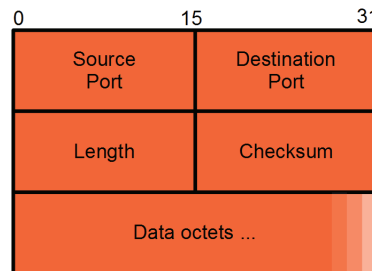 0 15 31
Source Destination
Port Port
Length Checksum
Data octets ...